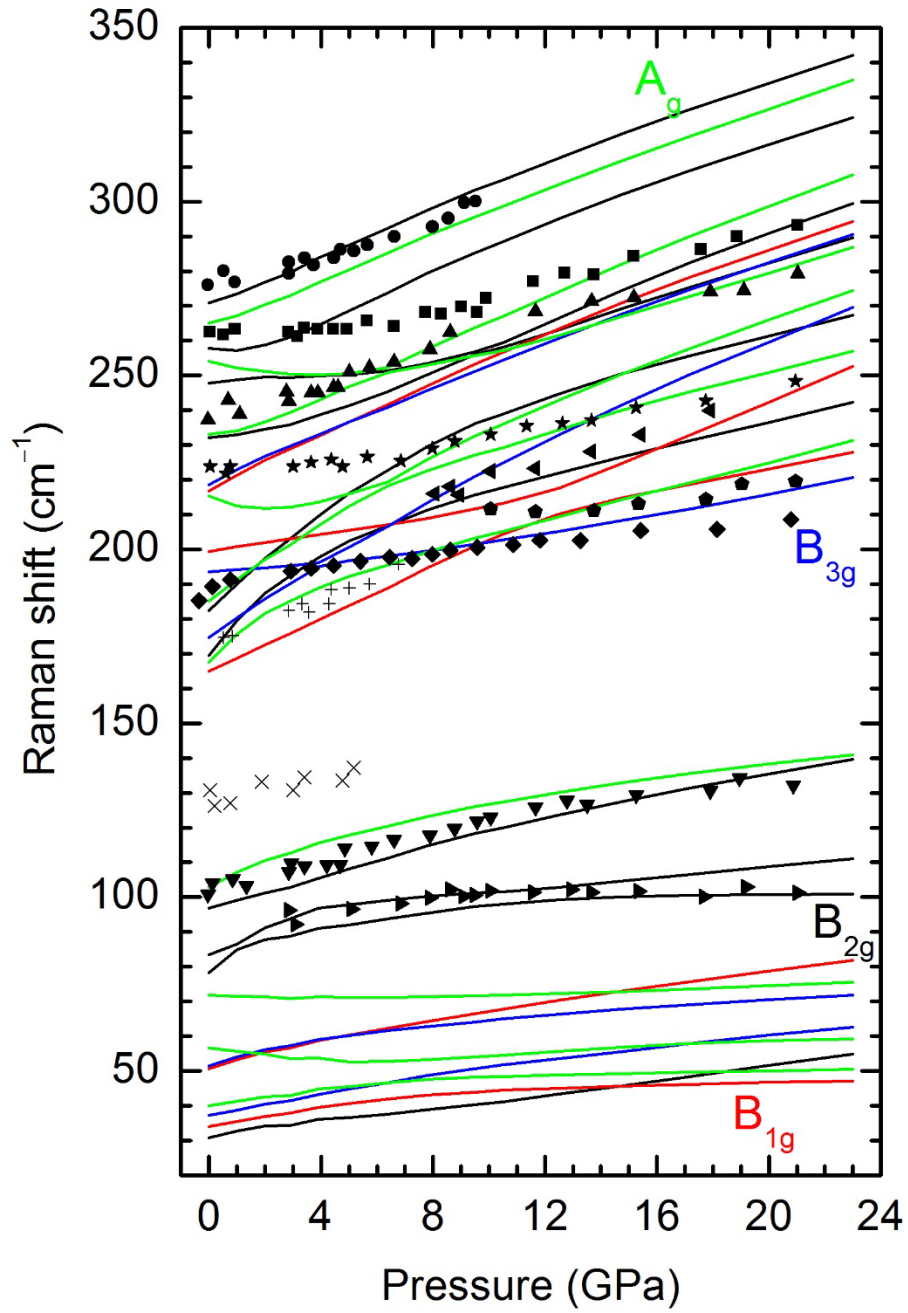 350
300
250
200
150
100
50
A_g
B_3g
B_2g
B_1g
Raman shift (cm⁻¹)
0 4 8 12 16 20 24
Pressure (GPa)